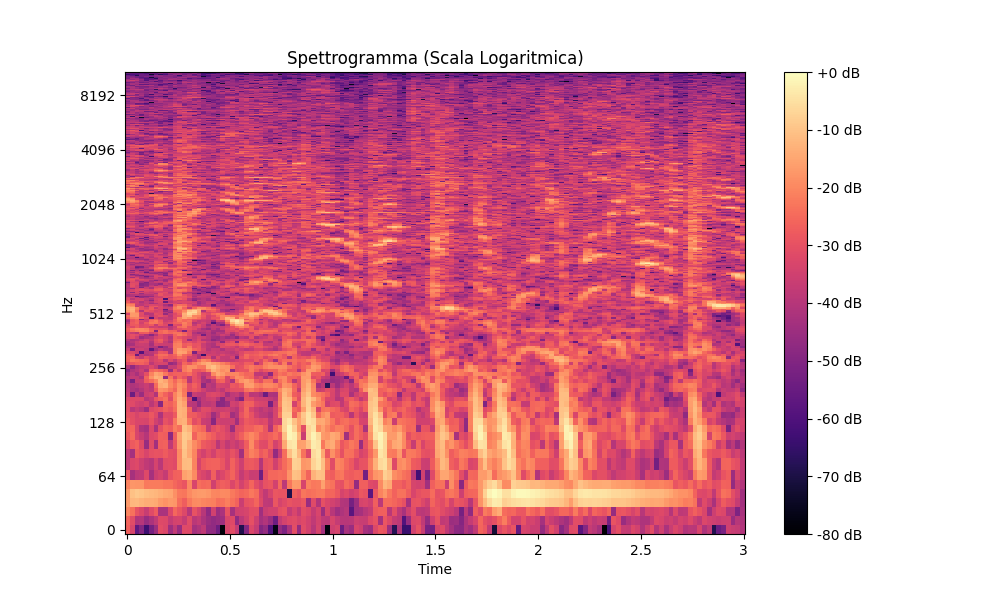 Spettrogramma (Scala Logaritmica)
Hz
8192
4096
2048
1024
512
256
128
64
0
0
0.5
1
1.5
2
2.5
3
Time
+0 dB
-10 dB
-20 dB
-30 dB
-40 dB
-50 dB
-60 dB
-70 dB
-80 dB